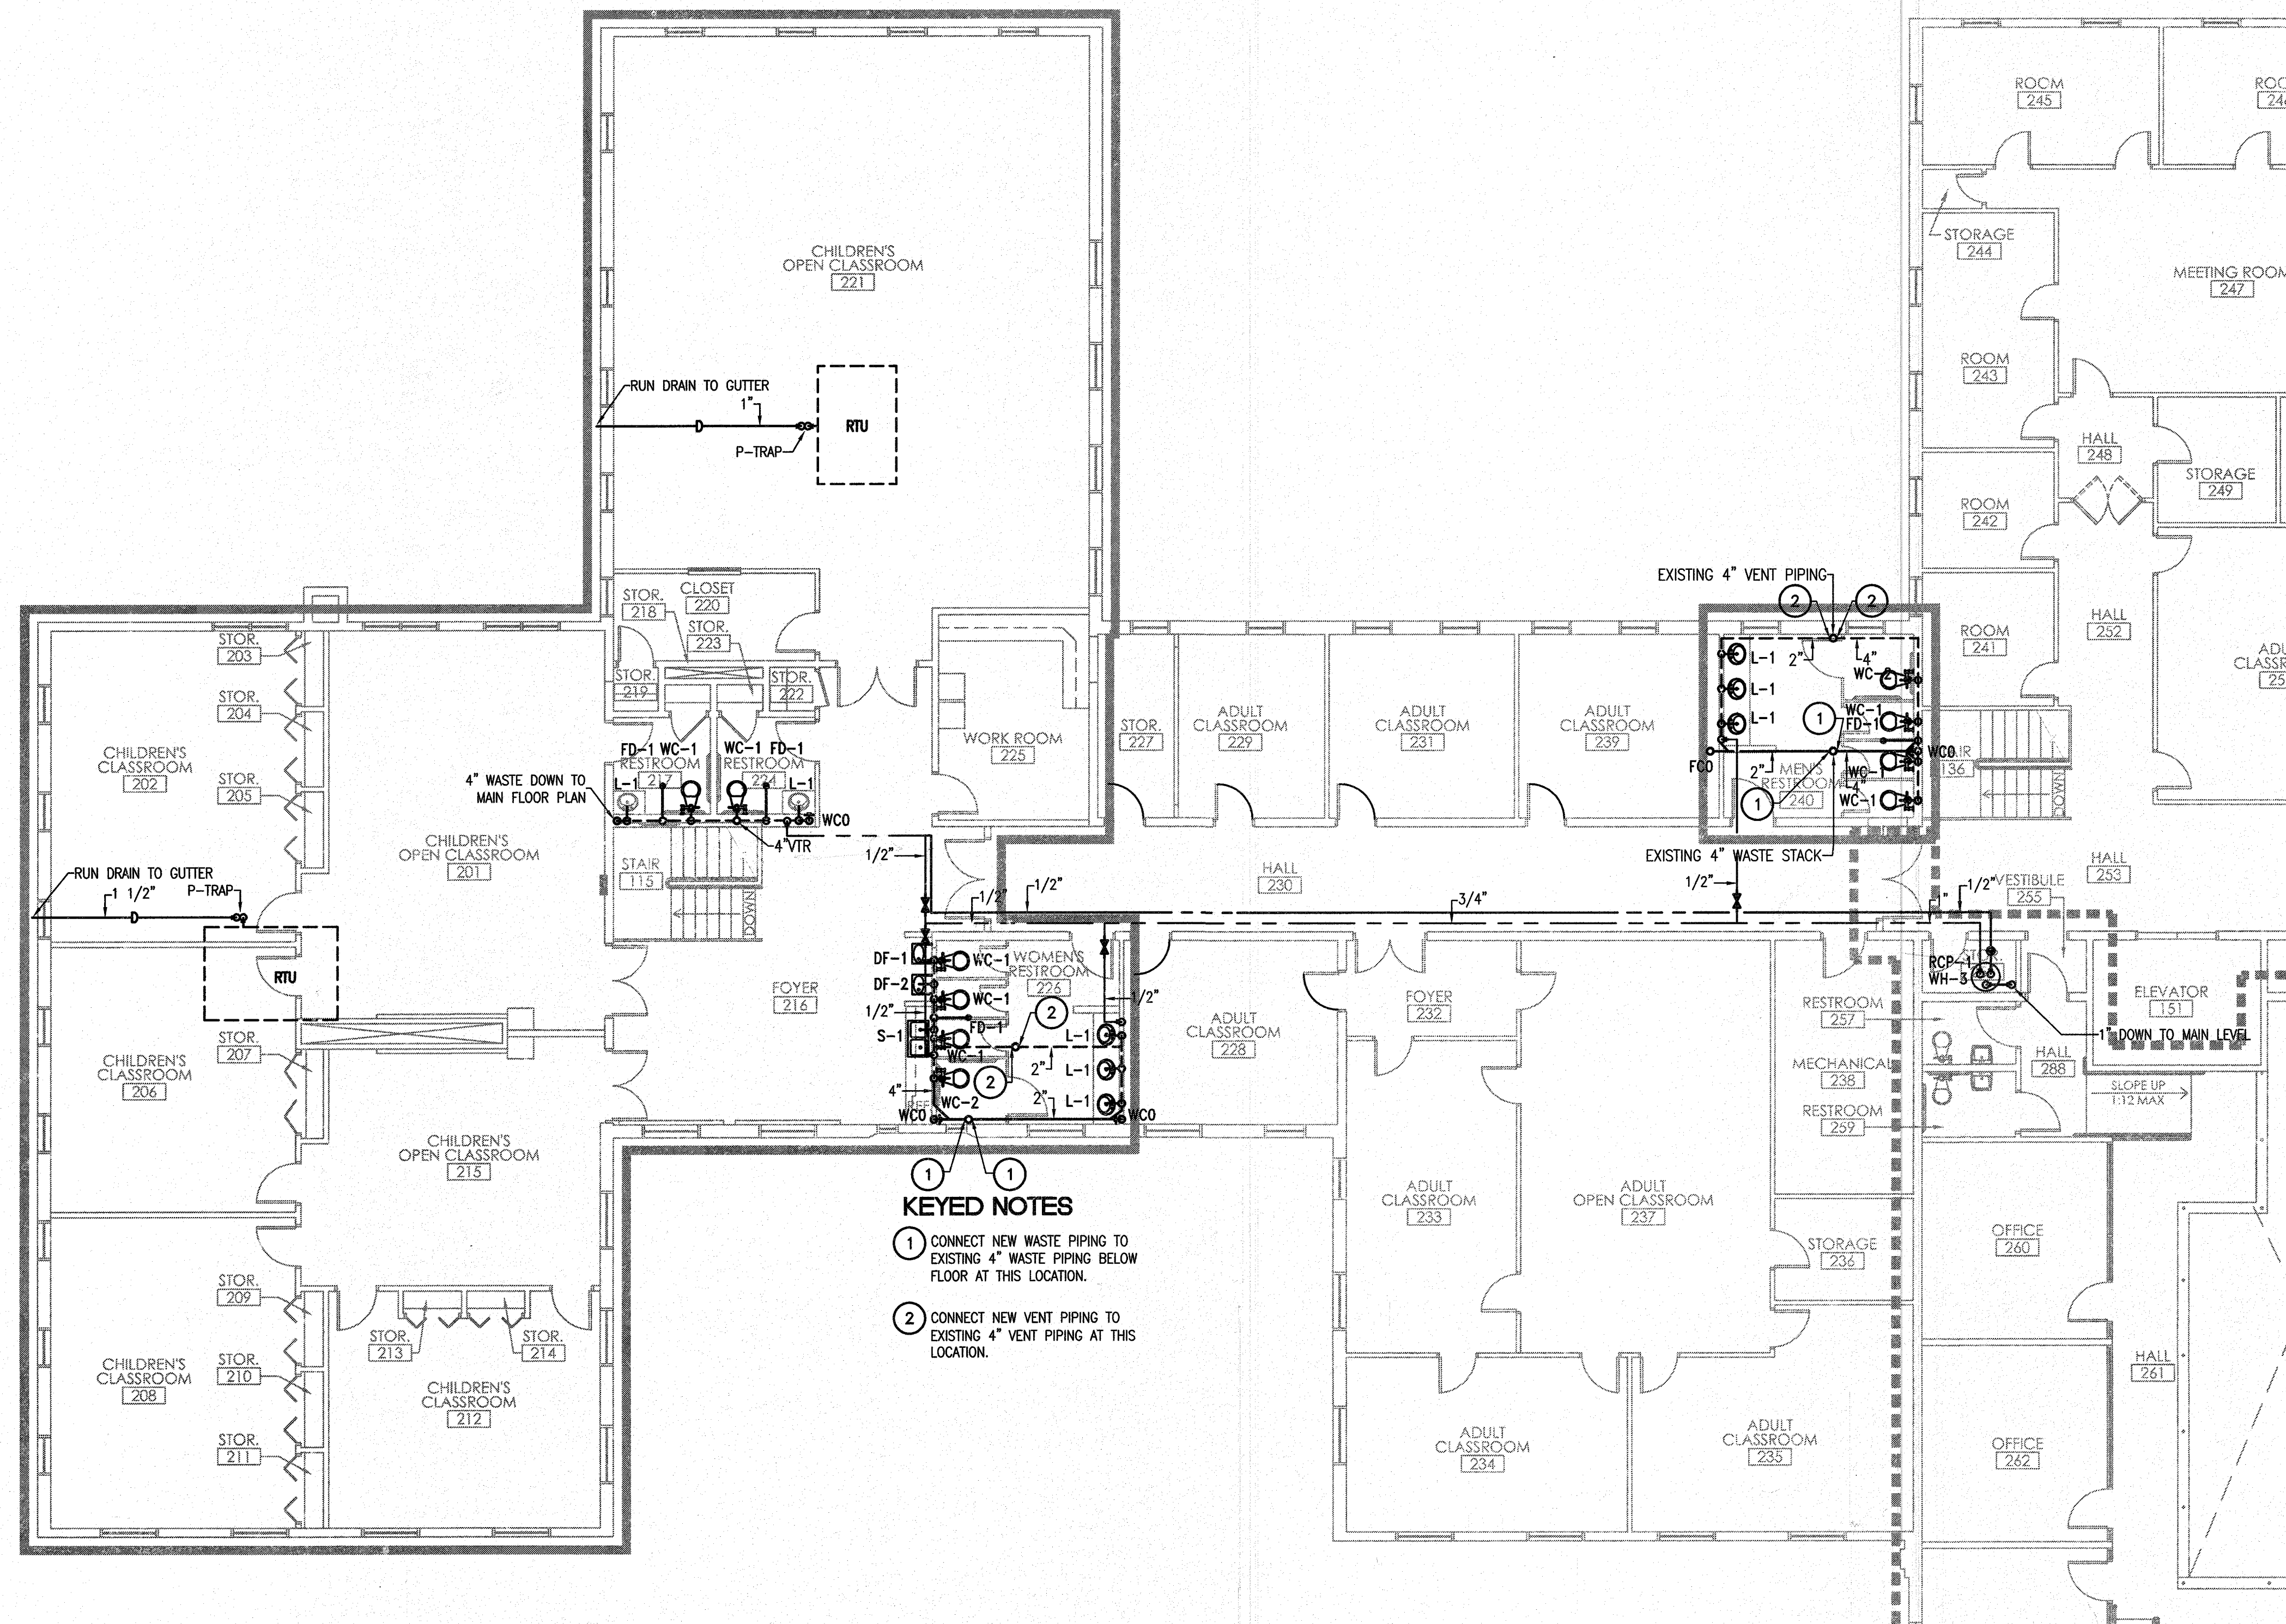 ROOM
245
STORAGE
244
MEETING ROOM
247
ROOM
243
HALL
248
STORAGE
249
ROOM
242
ROOM
241
HALL
252
CHILDREN'S
OPEN CLASSROOM
221
RUN DRAIN TO GUTTER
1"
P-TRAP
RTU
EXISTING 4" VENT PIPING
2
2
2"
4"
L-1
L-1
L-1
WC-2
WC-1
FD-1
1
WCO
FCO
2"
MEN'S
RESTROOM
240
WC-1
4"
WC-1
1
136
DOWN
EXISTING 4" WASTE STACK
STOR.
218
CLOSET
220
STOR.
223
STOR.
219
STOR.
222
STOR.
203
STOR.
204
STOR.
205
CHILDREN'S
CLASSROOM
202
WORK ROOM
225
STOR.
227
ADULT
CLASSROOM
229
ADULT
CLASSROOM
231
ADULT
CLASSROOM
239
FD-1 WC-1
RESTROOM
217
WC-1 FD-1
RESTROOM
224
4" WASTE DOWN TO
MAIN FLOOR PLAN
L-1
L-1
WCO
4"VTR
CHILDREN'S
OPEN CLASSROOM
201
STAIR
115
DOWN
1/2"
HALL
230
1/2"
1/2"
3/4"
1/2"
1"
1/2"
VESTIBULE
255
HALL
253
RUN DRAIN TO GUTTER
1 1/2"
P-TRAP
RTU
DF-1
DF-2
1/2"
S-1
FOYER
216
WC-1
WOMEN'S
RESTROOM
226
WC-1
2
FD-1
WC-1
2
2"
1/2"
L-1
L-1
L-1
4"
WC-2
REF
WCO
2"
WCO
ADULT
CLASSROOM
228
FOYER
232
RCP-1
WH-3
ELEVATOR
151
1" DOWN TO MAIN LEVEL
RESTROOM
257
MECHANICAL
238
RESTROOM
259
HALL
288
SLOPE UP
1:12 MAX
CHILDREN'S
CLASSROOM
206
STOR.
207
CHILDREN'S
OPEN CLASSROOM
215
1
1
KEYED NOTES
1 CONNECT NEW WASTE PIPING TO
EXISTING 4" WASTE PIPING BELOW
FLOOR AT THIS LOCATION.
2 CONNECT NEW VENT PIPING TO
EXISTING 4" VENT PIPING AT THIS
LOCATION.
ADULT
CLASSROOM
233
ADULT
OPEN CLASSROOM
237
STORAGE
236
OFFICE
260
STOR.
209
STOR.
213
STOR.
214
STOR.
210
CHILDREN'S
CLASSROOM
208
CHILDREN'S
CLASSROOM
212
STOR.
211
ADULT
CLASSROOM
234
ADULT
CLASSROOM
235
OFFICE
262
HALL
261